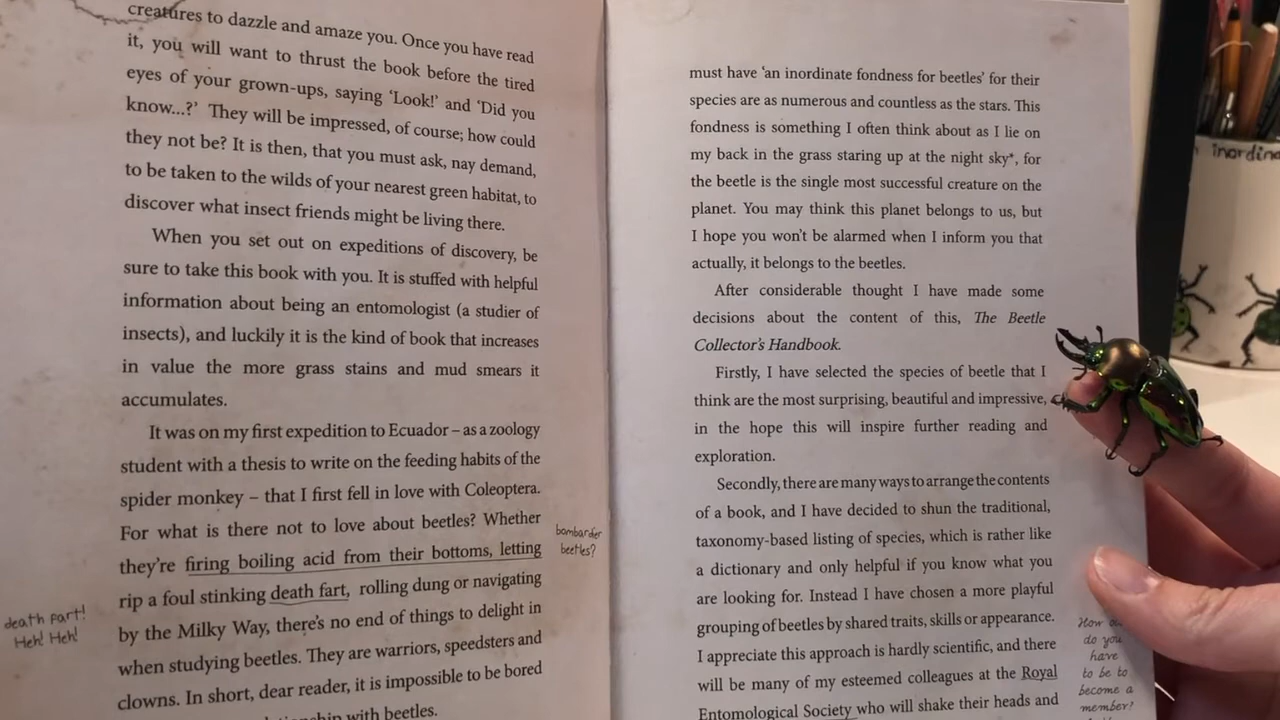 creatures to dazzle and amaze you. Once you have read
it, you will want to thrust the book before the tired
eyes of your grown-ups, saying ‘Look!’ and ‘Did you
know...?’ They will be impressed, of course; how could
they not be? It is then, that you must ask, nay demand,
to be taken to the wilds of your nearest green habitat, to
discover what insect friends might be living there.
When you set out on expeditions of discovery, be
sure to take this book with you. It is stuffed with helpful
information about being an entomologist (a studier of
insects), and luckily it is the kind of book that increases
in value the more grass stains and mud smears it
accumulates.
It was on my first expedition to Ecuador – as a zoology
student with a thesis to write on the feeding habits of the
spider monkey – that I first fell in love with Coleoptera.
For what is there not to love about beetles? Whether
they’re firing boiling acid from their bottoms, letting
rip a foul stinking death fart, rolling dung or navigating
by the Milky Way, there’s no end of things to delight in
when studying beetles. They are warriors, speedsters and
clowns. In short, dear reader, it is impossible to be bored
with beetles.
bombarder
beetles?
death fart!
Heh! Heh!
must have ‘an inordinate fondness for beetles’ for their
species are as numerous and countless as the stars. This
fondness is something I often think about as I lie on
my back in the grass staring up at the night sky*, for
the beetle is the single most successful creature on the
planet. You may think this planet belongs to us, but
I hope you won’t be alarmed when I inform you that
actually, it belongs to the beetles.
After considerable thought I have made some
decisions about the content of this, The Beetle
Collector’s Handbook.
Firstly, I have selected the species of beetle that I
think are the most surprising, beautiful and impressive,
in the hope this will inspire further reading and
exploration.
Secondly, there are many ways to arrange the contents
of a book, and I have decided to shun the traditional,
taxonomy-based listing of species, which is rather like
a dictionary and only helpful if you know what you
are looking for. Instead I have chosen a more playful
grouping of beetles by shared traits, skills or appearance.
I appreciate this approach is hardly scientific, and there
will be many of my esteemed colleagues at the Royal
Entomological Society who will shake their heads and
How
do you
have
to be to
become a
member?